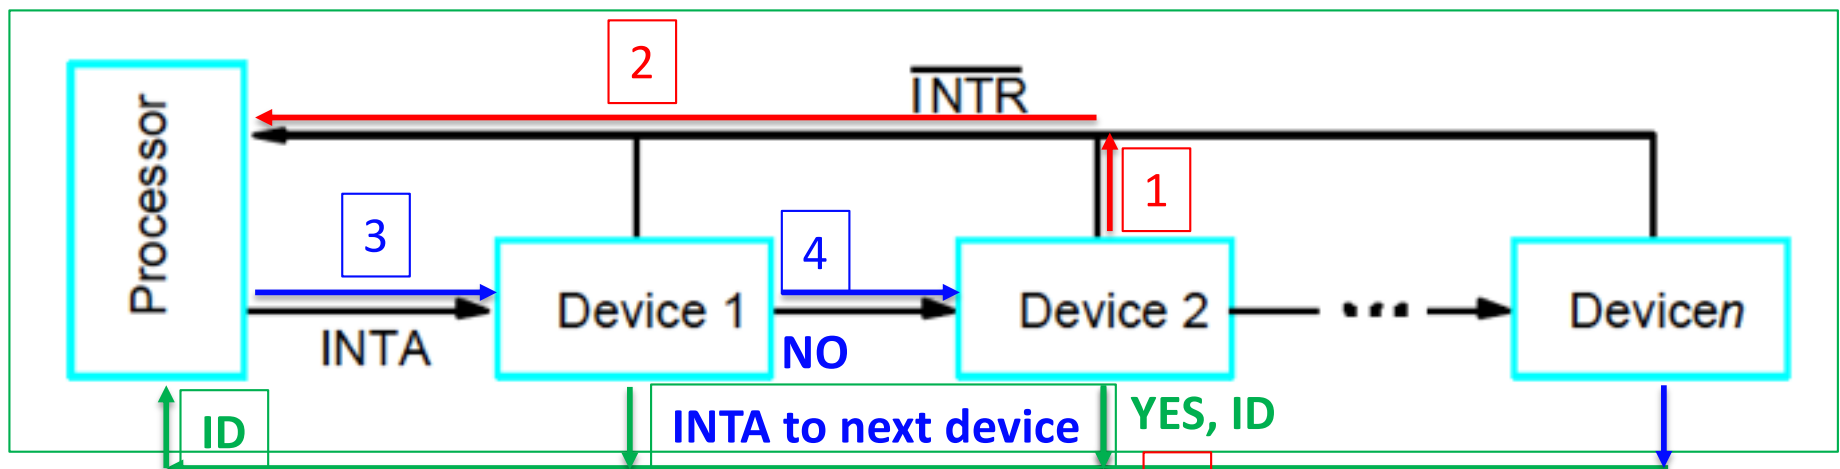 2
INTR
Processor
1
3
4
Device 1
Device 2
Devicen
INTA
NO
ID
INTA to next device
YES, ID